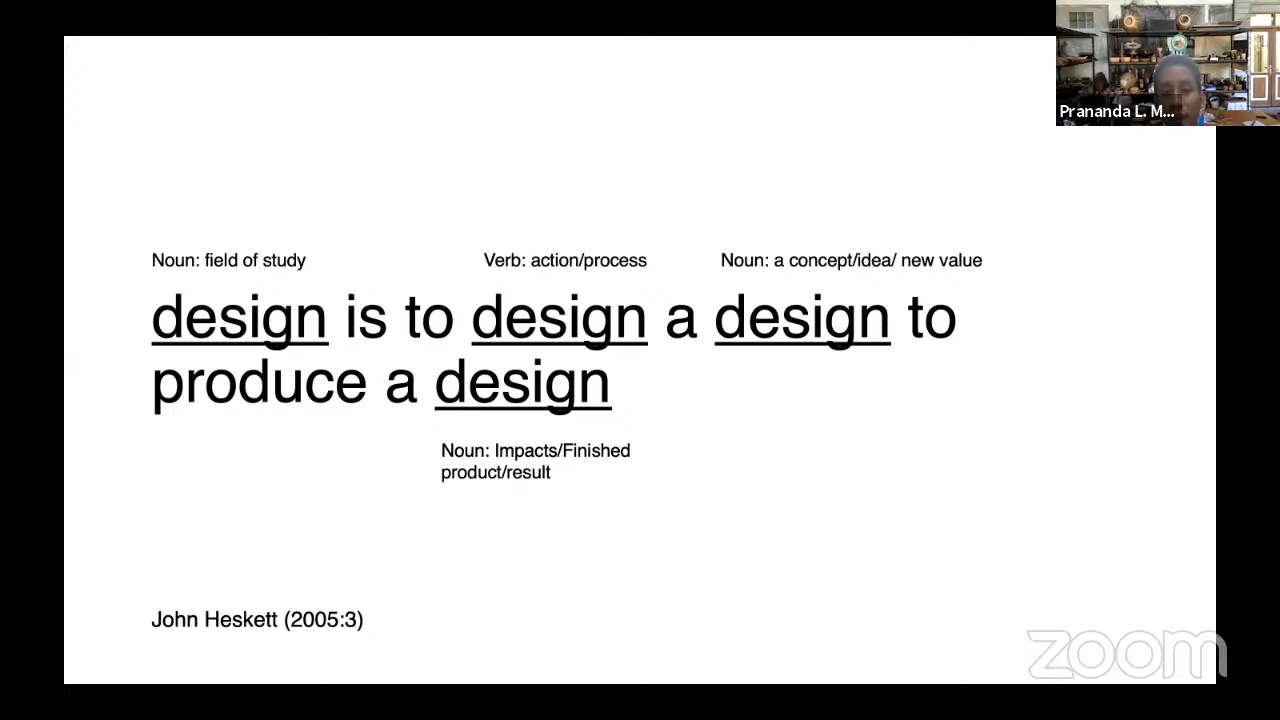 Prananda L. M...
Noun: field of study
Verb: action/process
Noun: a concept/idea/ new value
design is to design a design to
produce a design
Noun: Impacts/Finished
product/result
John Heskett (2005:3)
zoom